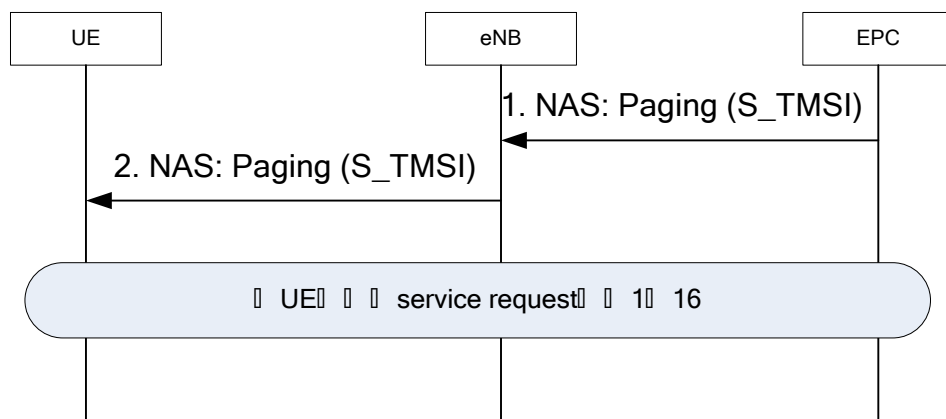 UE
eNB
EPC
1. NAS: Paging (S_TMSI)
2. NAS: Paging (S_TMSI)
UE service request 1 16